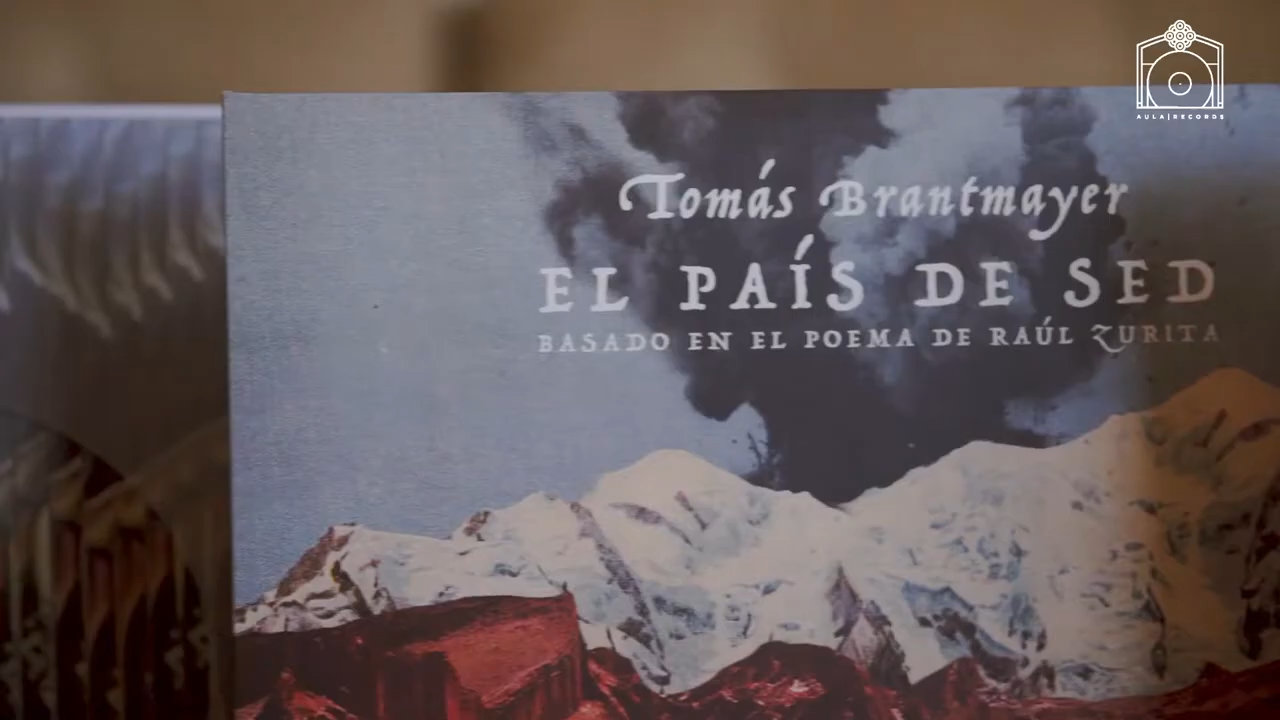 AULA|RECORDS
Tomás Brantmayer
EL PAÍS DE SED
BASADO EN EL POEMA DE RAÚL ZURITA